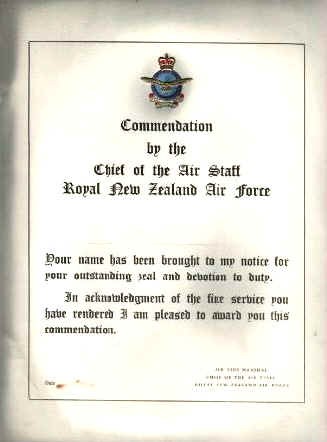 Commendation
by the
Chief of the Air Staff
Royal New Zealand Air Force
Your name has been brought to my notice for
your outstanding zeal and devotion to duty.
In acknowledgment of the fine service you
have rendered I am pleased to award you this
commendation.
AIR VICE MARSHAL
CHIEF OF THE AIR STAFF
ROYAL NEW ZEALAND AIR FORCE
Date